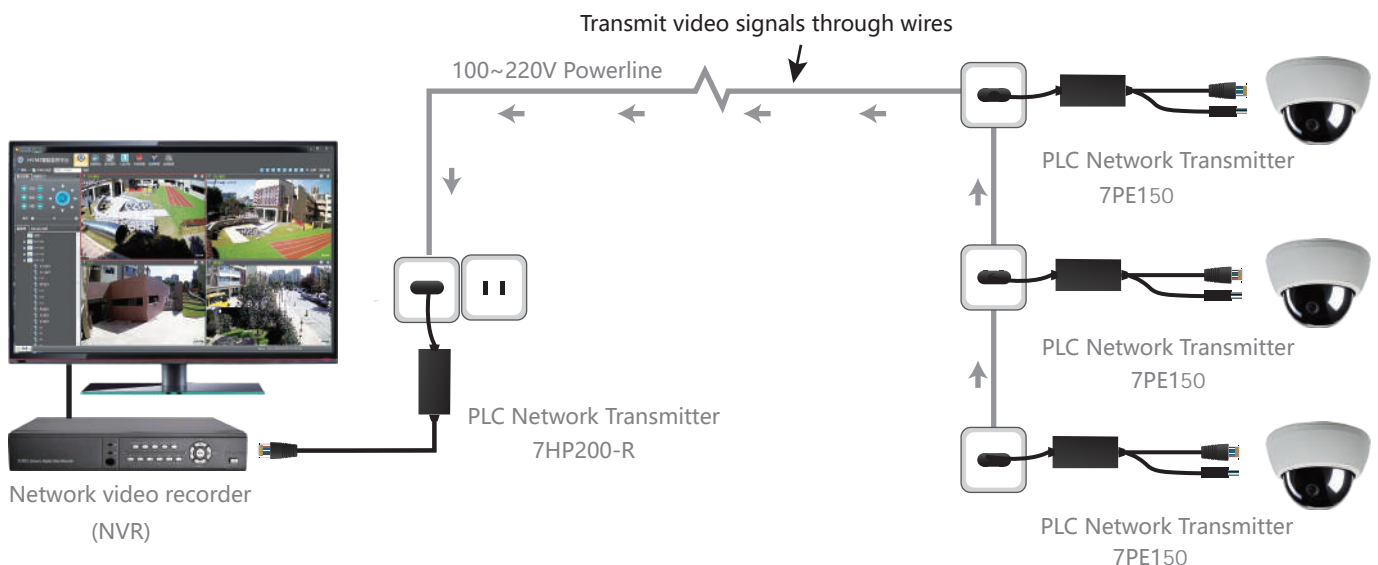 Transmit video signals through wires
100~220V Powerline
PLC Network Transmitter
7PE150
PLC Network Transmitter
7PE150
PLC Network Transmitter
7HP200-R
Network video recorder
(NVR)
PLC Network Transmitter
7PE150